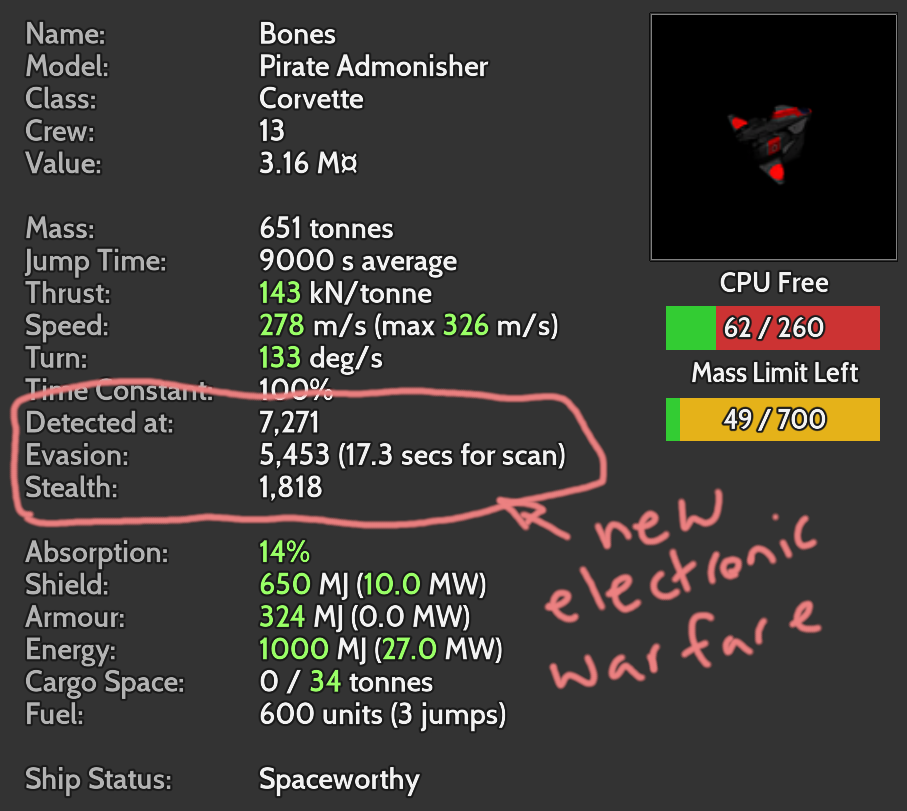 Name: Bones
Model: Pirate Admonisher
Class: Corvette
Crew: 13
Value: 3.16 M¤
Mass: 651 tonnes
Jump Time: 9000 s average
Thrust: 143 kN/tonne
Speed: 278 m/s (max 326 m/s)
Turn: 133 deg/s
Time Constant: 100%
Detected at: 7,271
Evasion: 5,453 (17.3 secs for scan)
Stealth: 1,818
Absorption: 14%
Shield: 650 MJ (10.0 MW)
Armour: 324 MJ (0.0 MW)
Energy: 1000 MJ (27.0 MW)
Cargo Space: 0 / 34 tonnes
Fuel: 600 units (3 jumps)
Ship Status: Spaceworthy
CPU Free
62 / 260
Mass Limit Left
49 / 700
new
electronic
warfare